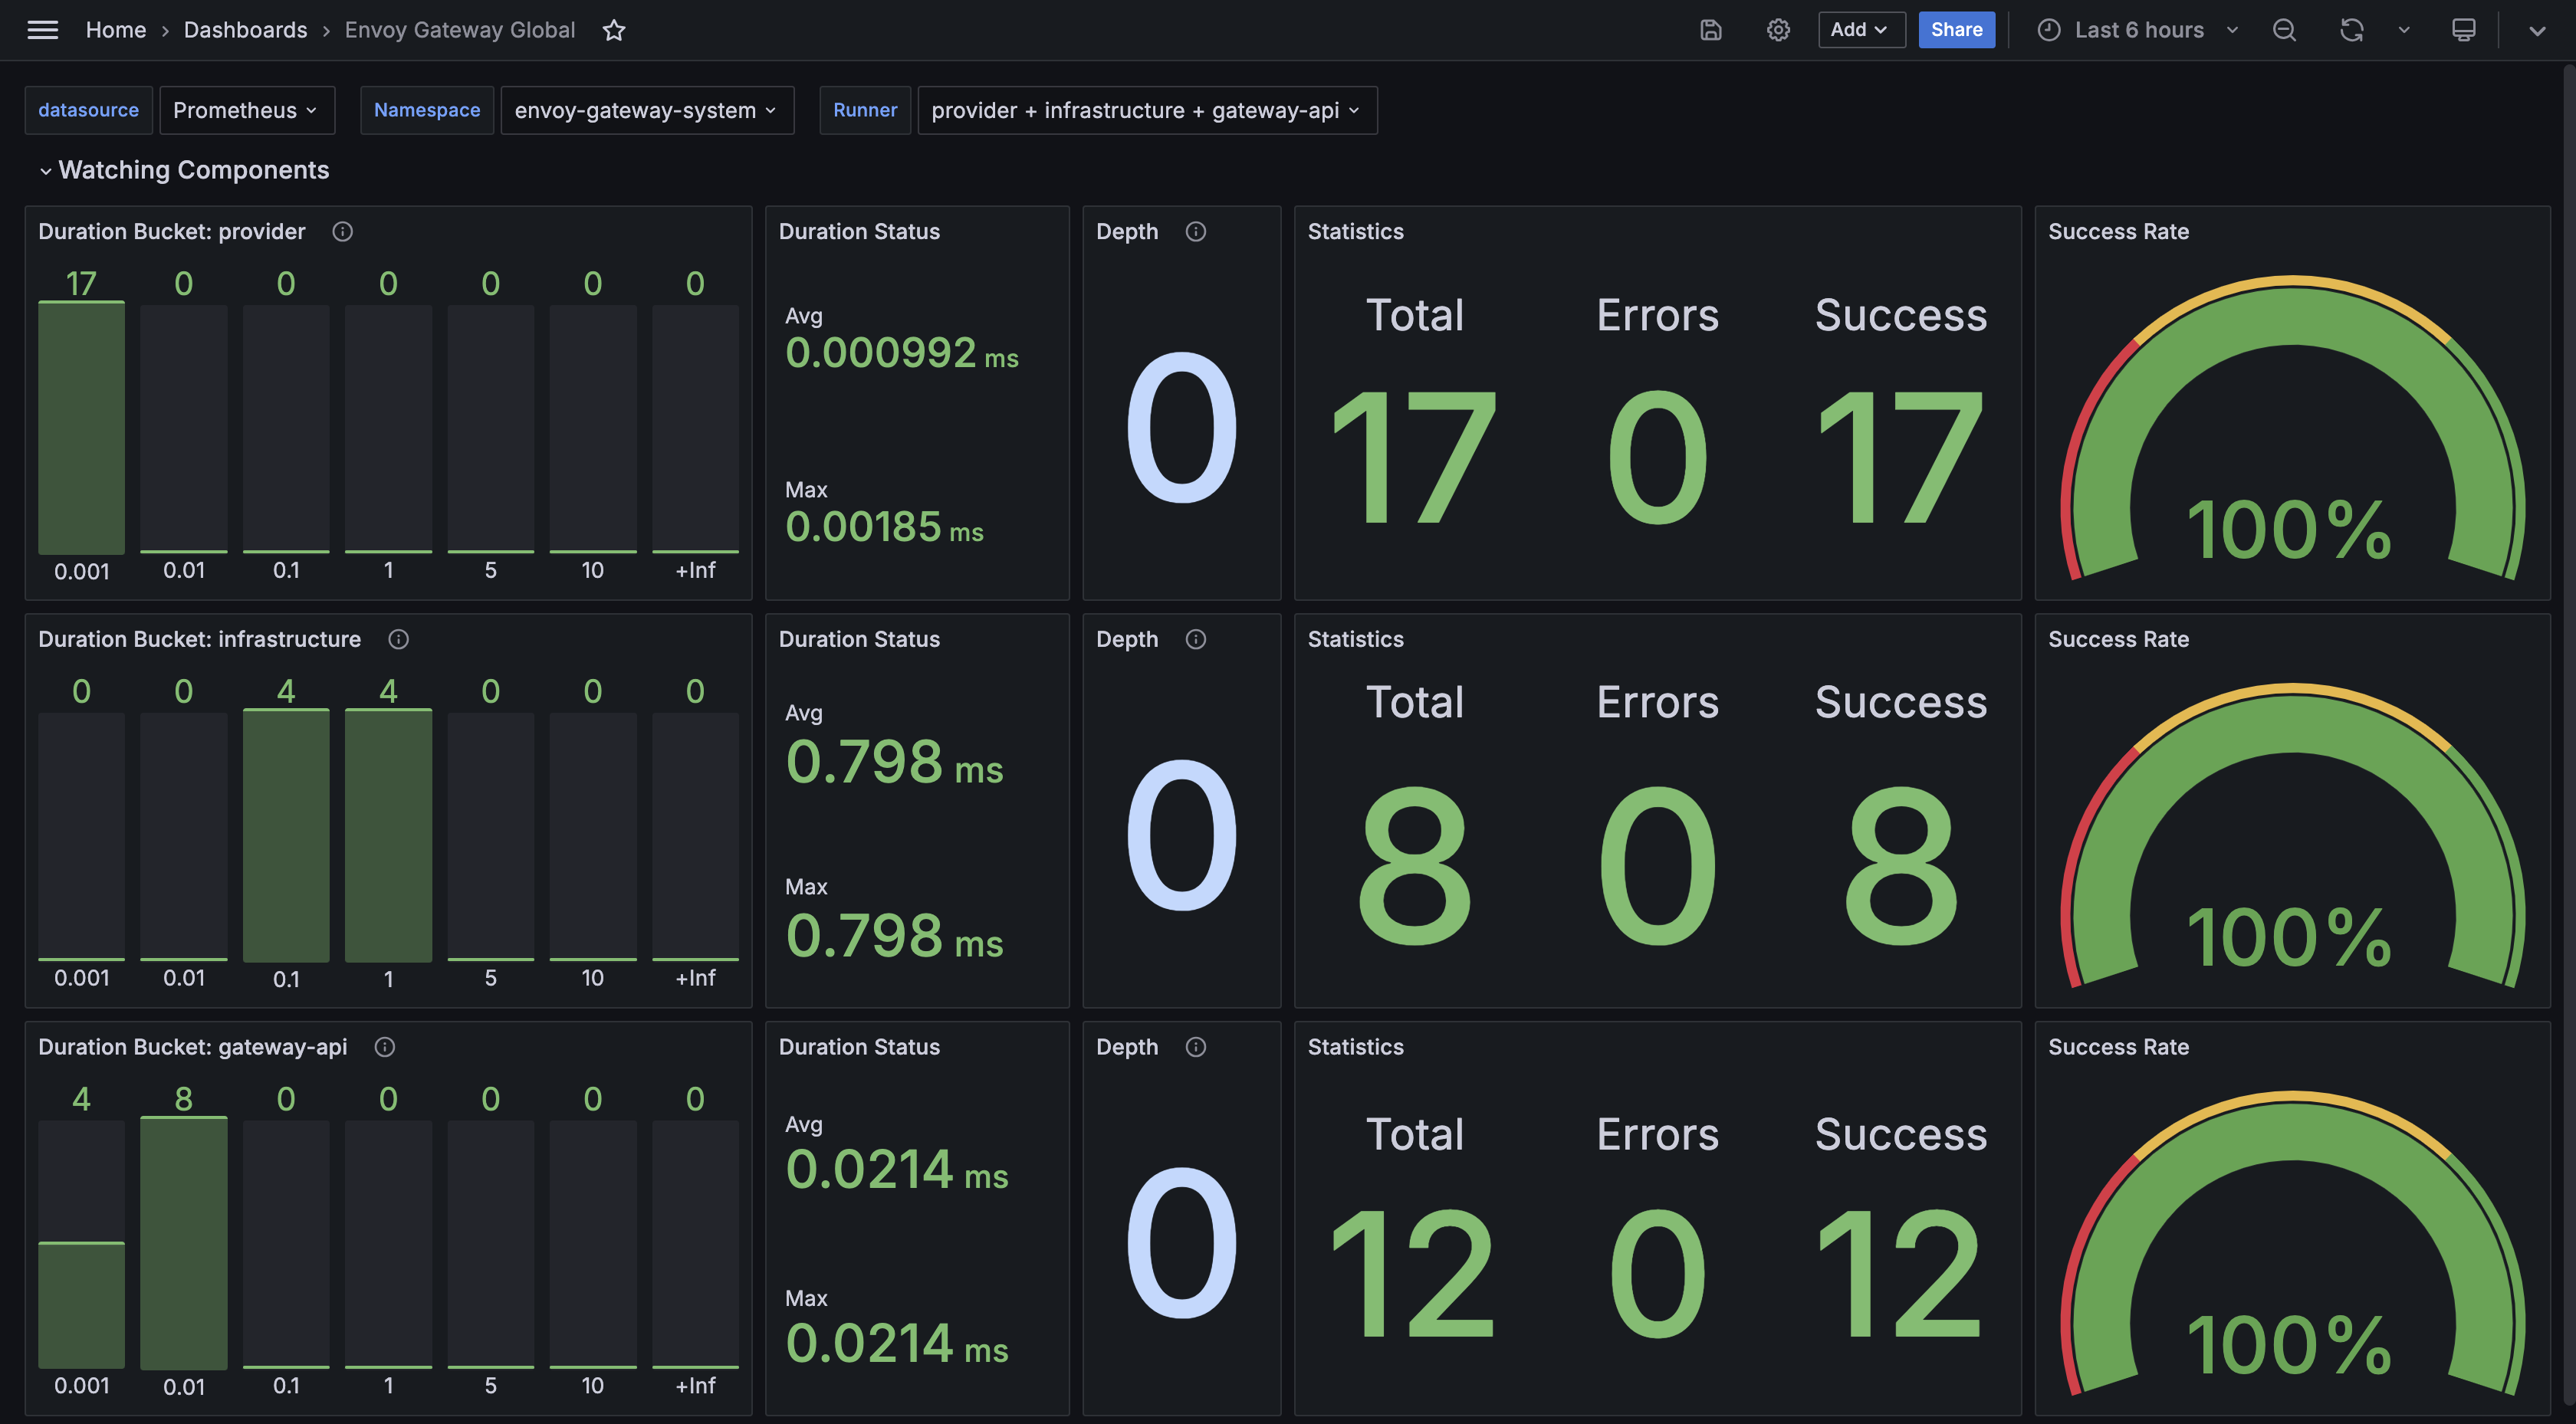 Home › Dashboards › Envoy Gateway Global
Add
Share
Last 6 hours
datasource Prometheus Namespace envoy-gateway-system Runner provider + infrastructure + gateway-api
Watching Components
Duration Bucket: provider
17 0 0 0 0 0 0
0.001 0.01 0.1 1 5 10 +Inf
Duration Status
Avg
0.000992 ms
Max
0.00185 ms
Depth
0
Statistics
Total Errors Success
17 0 17
Success Rate
100%
Duration Bucket: infrastructure
0 0 4 4 0 0 0
0.001 0.01 0.1 1 5 10 +Inf
Duration Status
Avg
0.798 ms
Max
0.798 ms
Depth
0
Statistics
Total Errors Success
8 0 8
Success Rate
100%
Duration Bucket: gateway-api
4 8 0 0 0 0 0
0.001 0.01 0.1 1 5 10 +Inf
Duration Status
Avg
0.0214 ms
Max
0.0214 ms
Depth
0
Statistics
Total Errors Success
12 0 12
Success Rate
100%